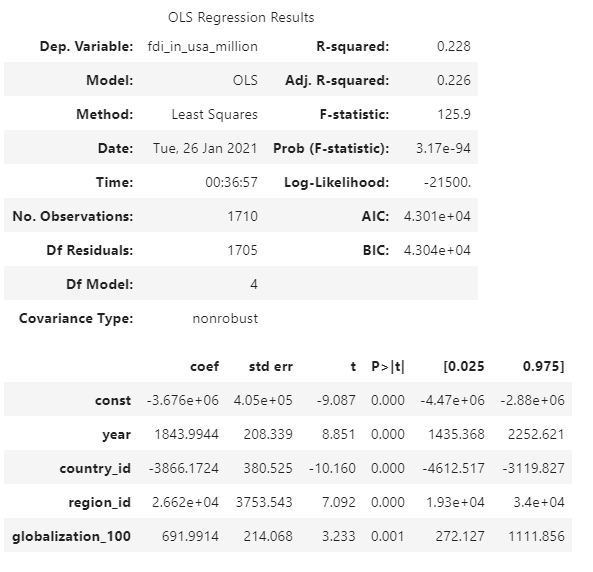 OLS Regression Results
Dep. Variable: fdi_in_usa_million R-squared: 0.228
Model: OLS Adj. R-squared: 0.226
Method: Least Squares F-statistic: 125.9
Date: Tue, 26 Jan 2021 Prob (F-statistic): 3.17e-94
Time: 00:36:57 Log-Likelihood: -21500.
No. Observations: 1710 AIC: 4.301e+04
Df Residuals: 1705 BIC: 4.304e+04
Df Model: 4
Covariance Type: nonrobust
coef std err t P>|t| [0.025 0.975]
const -3.676e+06 4.05e+05 -9.087 0.000 -4.47e+06 -2.88e+06
year 1843.9944 208.339 8.851 0.000 1435.368 2252.621
country_id -3866.1724 380.525 -10.160 0.000 -4612.517 -3119.827
region_id 2.662e+04 3753.543 7.092 0.000 1.93e+04 3.4e+04
globalization_100 691.9914 214.068 3.233 0.001 272.127 1111.856